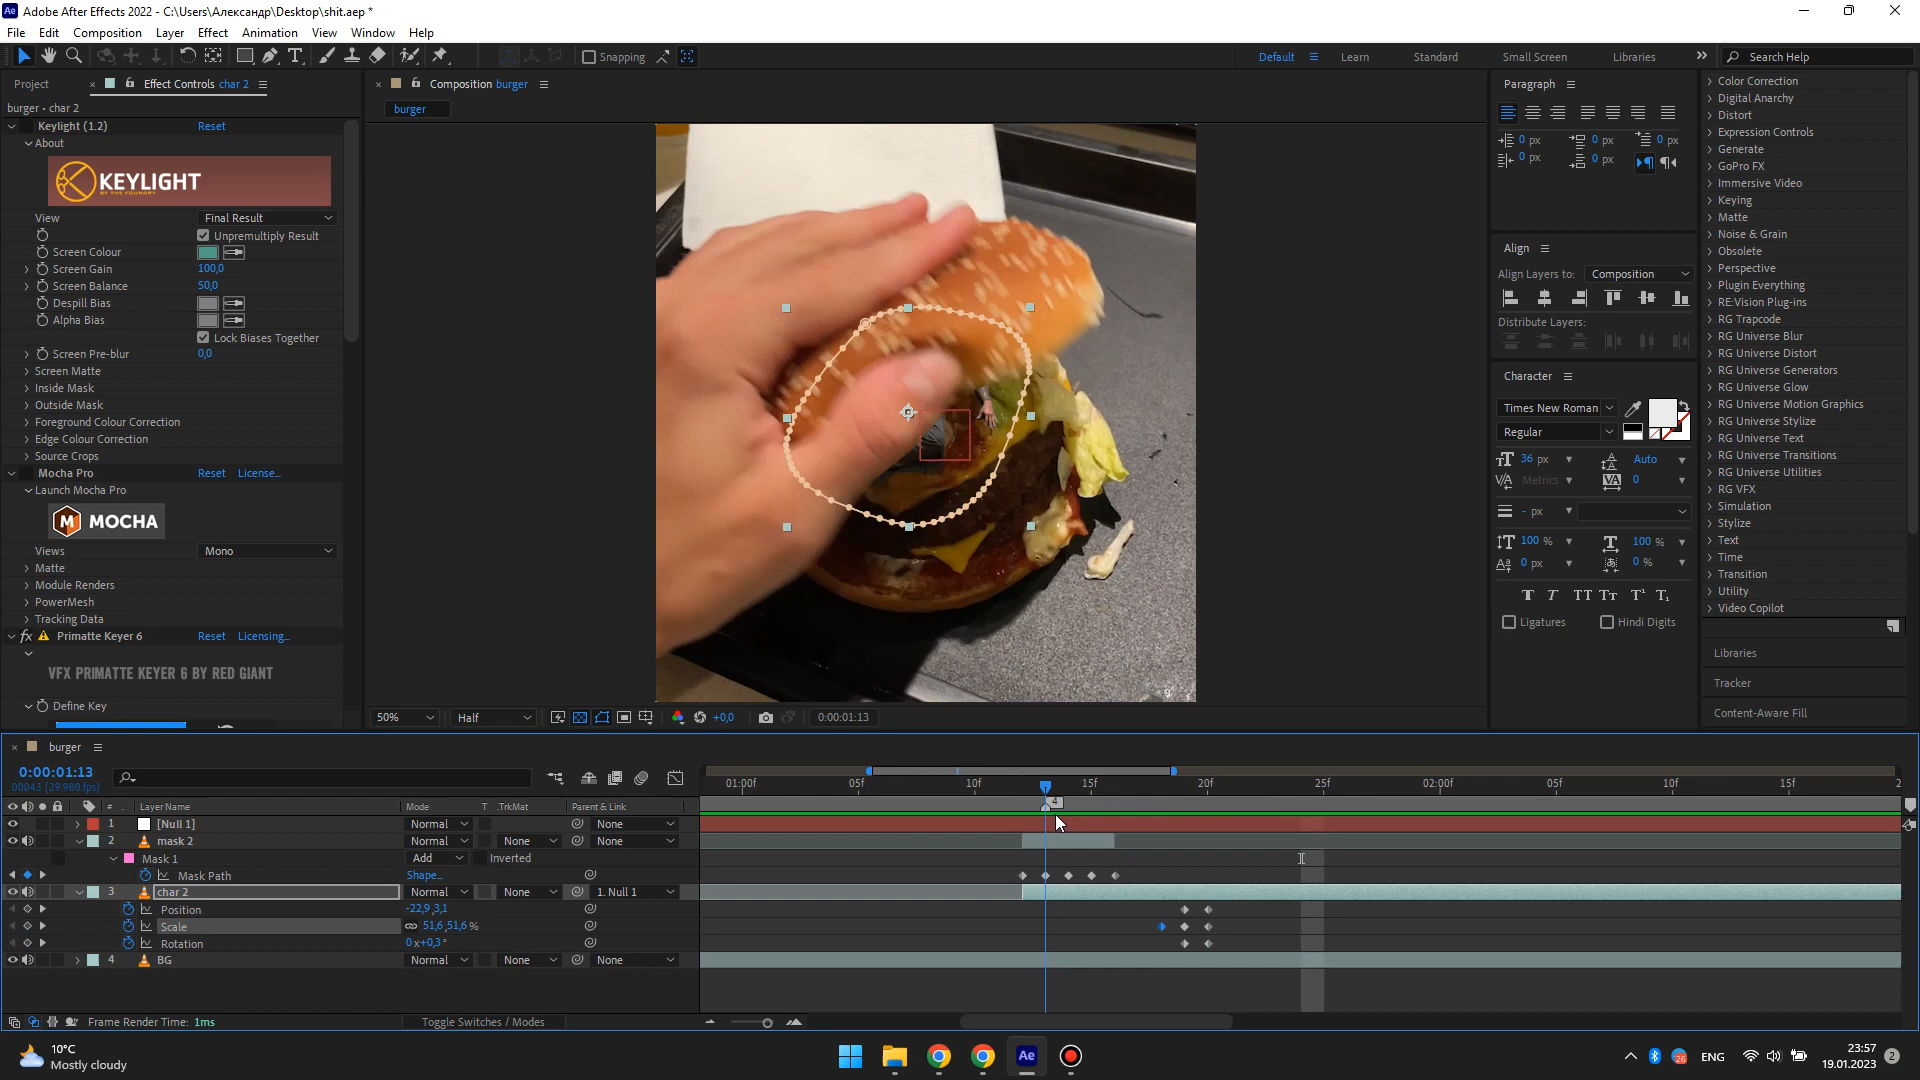 Adobe After Effects 2022 - C:\Users\Александр\Desktop\shit.aep *
File Edit Composition Layer Effect Animation View Window Help
Snapping
Default Learn Standard Small Screen Libraries Search Help
Project Effect Controls char 2
burger • char 2
Keylight (1.2) Reset
About
KEYLIGHT
BY THE FOUNDRY
View Final Result
Unpremultiply Result
Screen Colour
Screen Gain 100,0
Screen Balance 50,0
Despill Bias
Alpha Bias
Lock Biases Together
Screen Pre-blur 0,0
Screen Matte
Inside Mask
Outside Mask
Foreground Colour Correction
Edge Colour Correction
Source Crops
Mocha Pro Reset License...
Launch Mocha Pro
MOCHA
Views Mono
Matte
Module Renders
PowerMesh
Tracking Data
fx Primatte Keyer 6 Reset Licensing...
VFX PRIMATTE KEYER 6 BY RED GIANT
Define Key
Composition burger
burger
50% Half +0,0 0:00:01:13
Paragraph
0 px 0 px 0 px
0 px 0 px
Align
Align Layers to: Composition
Distribute Layers:
Character
Times New Roman
Regular
36 px Auto
Metrics 0
- px
100 % 100 %
0 px 0 %
Ligatures Hindi Digits
Color Correction
Digital Anarchy
Distort
Expression Controls
Generate
GoPro FX
Immersive Video
Keying
Matte
Noise & Grain
Obsolete
Perspective
Plugin Everything
RE:Vision Plug-ins
RG Trapcode
RG Universe Blur
RG Universe Distort
RG Universe Generators
RG Universe Glow
RG Universe Motion Graphics
RG Universe Stylize
RG Universe Text
RG Universe Transitions
RG Universe Utilities
RG VFX
Simulation
Stylize
Text
Time
Transition
Utility
Video Copilot
Libraries
Tracker
Content-Aware Fill
burger
0:00:01:13
00043 (29.980 fps)
01:00f 05f 10f 15f 20f 25f 02:00f 05f 10f 15f 2
4
# Layer Name Mode T .TrkMat Parent & Link
1 [Null 1] Normal None
2 mask 2 Normal None None
Mask 1 Add Inverted
Mask Path Shape...
3 char 2 Normal None 1. Null 1
Position -22,9 ,3,1
Scale 51,6 ,51,6 %
Rotation 0 x+0,3 °
4 BG Normal None None
Frame Render Time: 1ms Toggle Switches / Modes
10°C
Mostly cloudy
Ae
26
ENG
23:57
19.01.2023
2